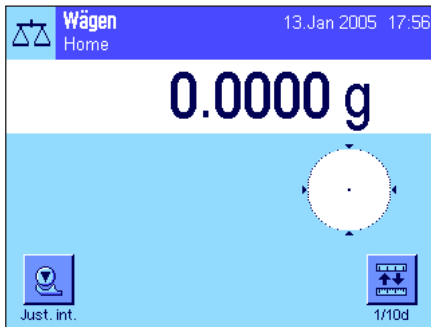 Wägen
13.Jan 2005 17:56
Home
0.0000 g
Just. int.
1/10d